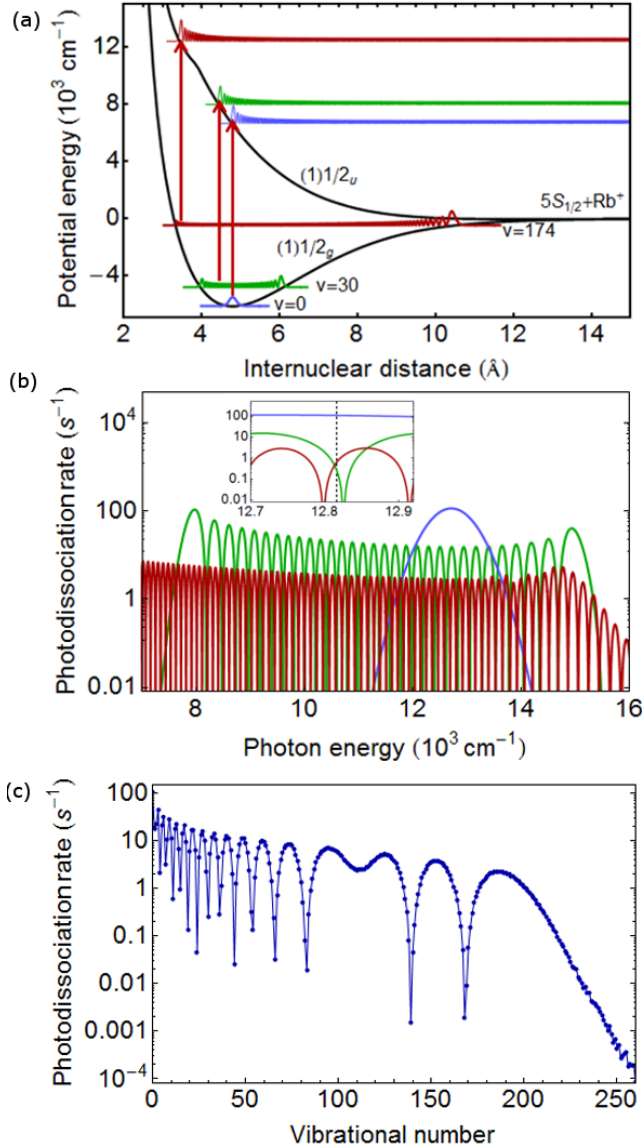 (a)
Potential energy (10³ cm⁻¹)
12
8
4
0
−4
(1)1/2ᵤ
5S₁/₂+Rb⁺
v=174
(1)1/2g
v=30
v=0
2 4 6 8 10 12 14
Internuclear distance (Å)
(b)
Photodissociation rate (s⁻¹)
10⁴
100
1
0.01
100
10
1
0.1
0.01
12.7 12.8 12.9
8 10 12 14 16
Photon energy (10³ cm⁻¹)
(c)
Photodissociation rate (s⁻¹)
100
10
1
0.1
0.01
0.001
10⁻⁴
0 50 100 150 200 250
Vibrational number